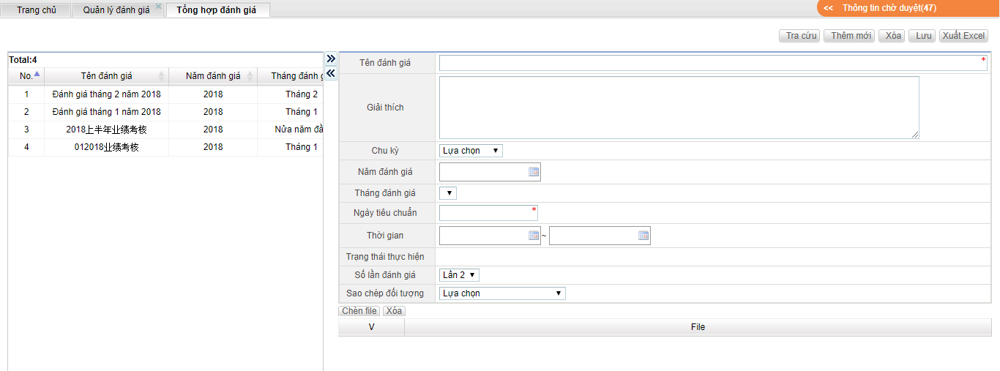 Trang chủ Quản lý đánh giá Tổng hợp đánh giá << Thông tin chờ duyệt(47)
Tra cứu Thêm mới Xóa Lưu Xuất Excel
Total:4
No. Tên đánh giá Năm đánh giá Tháng đánh g
1 Đánh giá tháng 2 năm 2018 2018 Tháng 2
2 Đánh giá tháng 1 năm 2018 2018 Tháng 1
3 2018上半年业绩考核 2018 Nửa năm đầ
4 012018业绩考核 2018 Tháng 1
Tên đánh giá *
Giải thích
Chu kỳ Lựa chọn
Năm đánh giá
Tháng đánh giá
Ngày tiêu chuẩn *
Thời gian ~
Trạng thái thực hiện
Số lần đánh giá Lần 2
Sao chép đối tượng Lựa chọn
Chèn file Xóa
V File